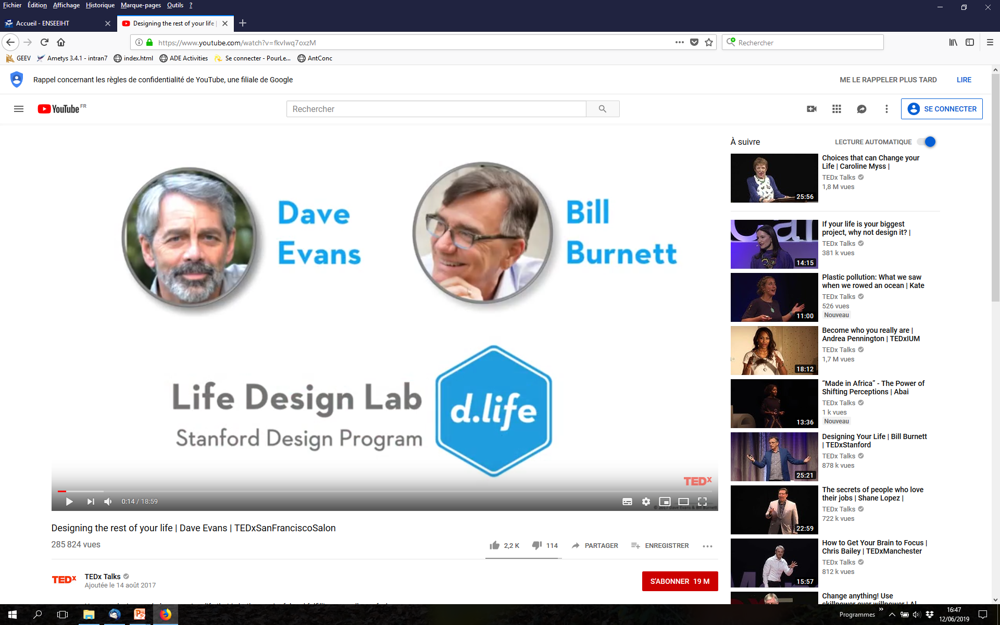 Fichier Édition Affichage Historique Marque-pages Outils ?
Accueil - ENSEEIHT
Designing the rest of your life |
https://www.youtube.com/watch?v=fkvIwq7oxzM
Rechercher
GEEV Ametys 3.4.1 - intran7 index.html ADE Activities Se connecter - PourLe... AntConc
Rappel concernant les règles de confidentialité de YouTube, une filiale de Google
ME LE RAPPELER PLUS TARD LIRE
YouTube FR
Rechercher
SE CONNECTER
Dave
Evans
Bill
Burnett
Life Design Lab
Stanford Design Program
d.life
TEDx
0:14 / 18:59
© 2017 Dave Evans & Bill Burnett
Designing the rest of your life | Dave Evans | TEDxSanFranciscoSalon
285 824 vues
2,2 K 114 PARTAGER ENREGISTRER
TEDx
TEDx Talks
Ajoutée le 14 août 2017
S'ABONNER 19 M
À suivre
LECTURE AUTOMATIQUE
25:56
Choices that can Change your
Life | Caroline Myss |
TEDx Talks
1,8 M vues
14:15
If your life is your biggest
project, why not design it? |
TEDx Talks
381 k vues
11:00
Plastic pollution: What we saw
when we rowed an ocean | Kate
TEDx Talks
526 vues
Nouveau
18:12
Become who you really are |
Andrea Pennington | TEDxIUM
TEDx Talks
1,7 M vues
13:36
“Made in Africa” - The Power of
Shifting Perceptions | Abai
TEDx Talks
1 k vues
Nouveau
25:21
Designing Your Life | Bill Burnett
| TEDxStanford
TEDx Talks
878 k vues
22:59
The secrets of people who love
their jobs | Shane Lopez |
TEDx Talks
722 k vues
15:57
How to Get Your Brain to Focus |
Chris Bailey | TEDxManchester
TEDx Talks
812 k vues
Change anything! Use
skillpower over willpower | Al
Programmes
16:47
12/06/2019